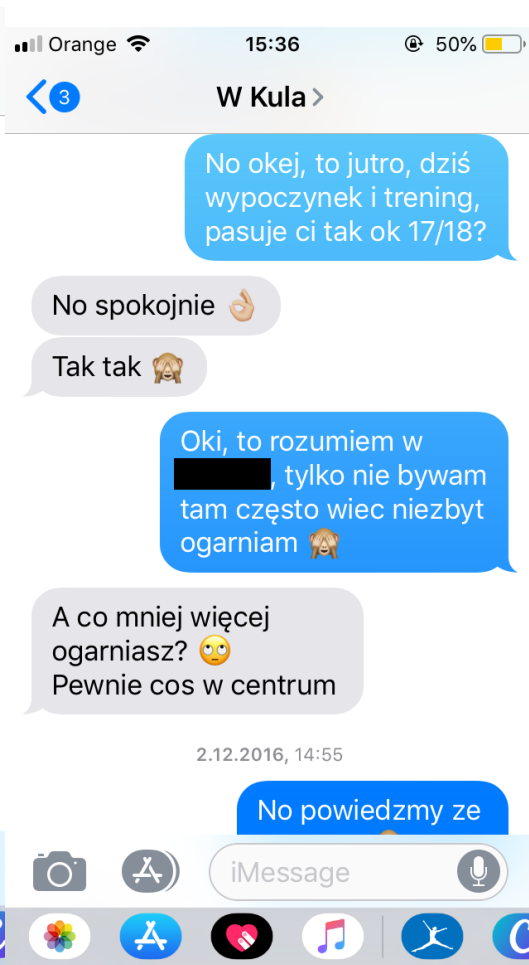 Orange
15:36
50%
3
W Kula
No okej, to jutro, dziś
wypoczynek i trening,
pasuje ci tak ok 17/18?
No spokojnie 👌🏼
Tak tak 🙈
Oki, to rozumiem w
, tylko nie bywam
tam często wiec niezbyt
ogarniam 🙈
A co mniej więcej
ogarniasz? 🙄
Pewnie cos w centrum
2.12.2016, 14:55
No powiedzmy ze
iMessage